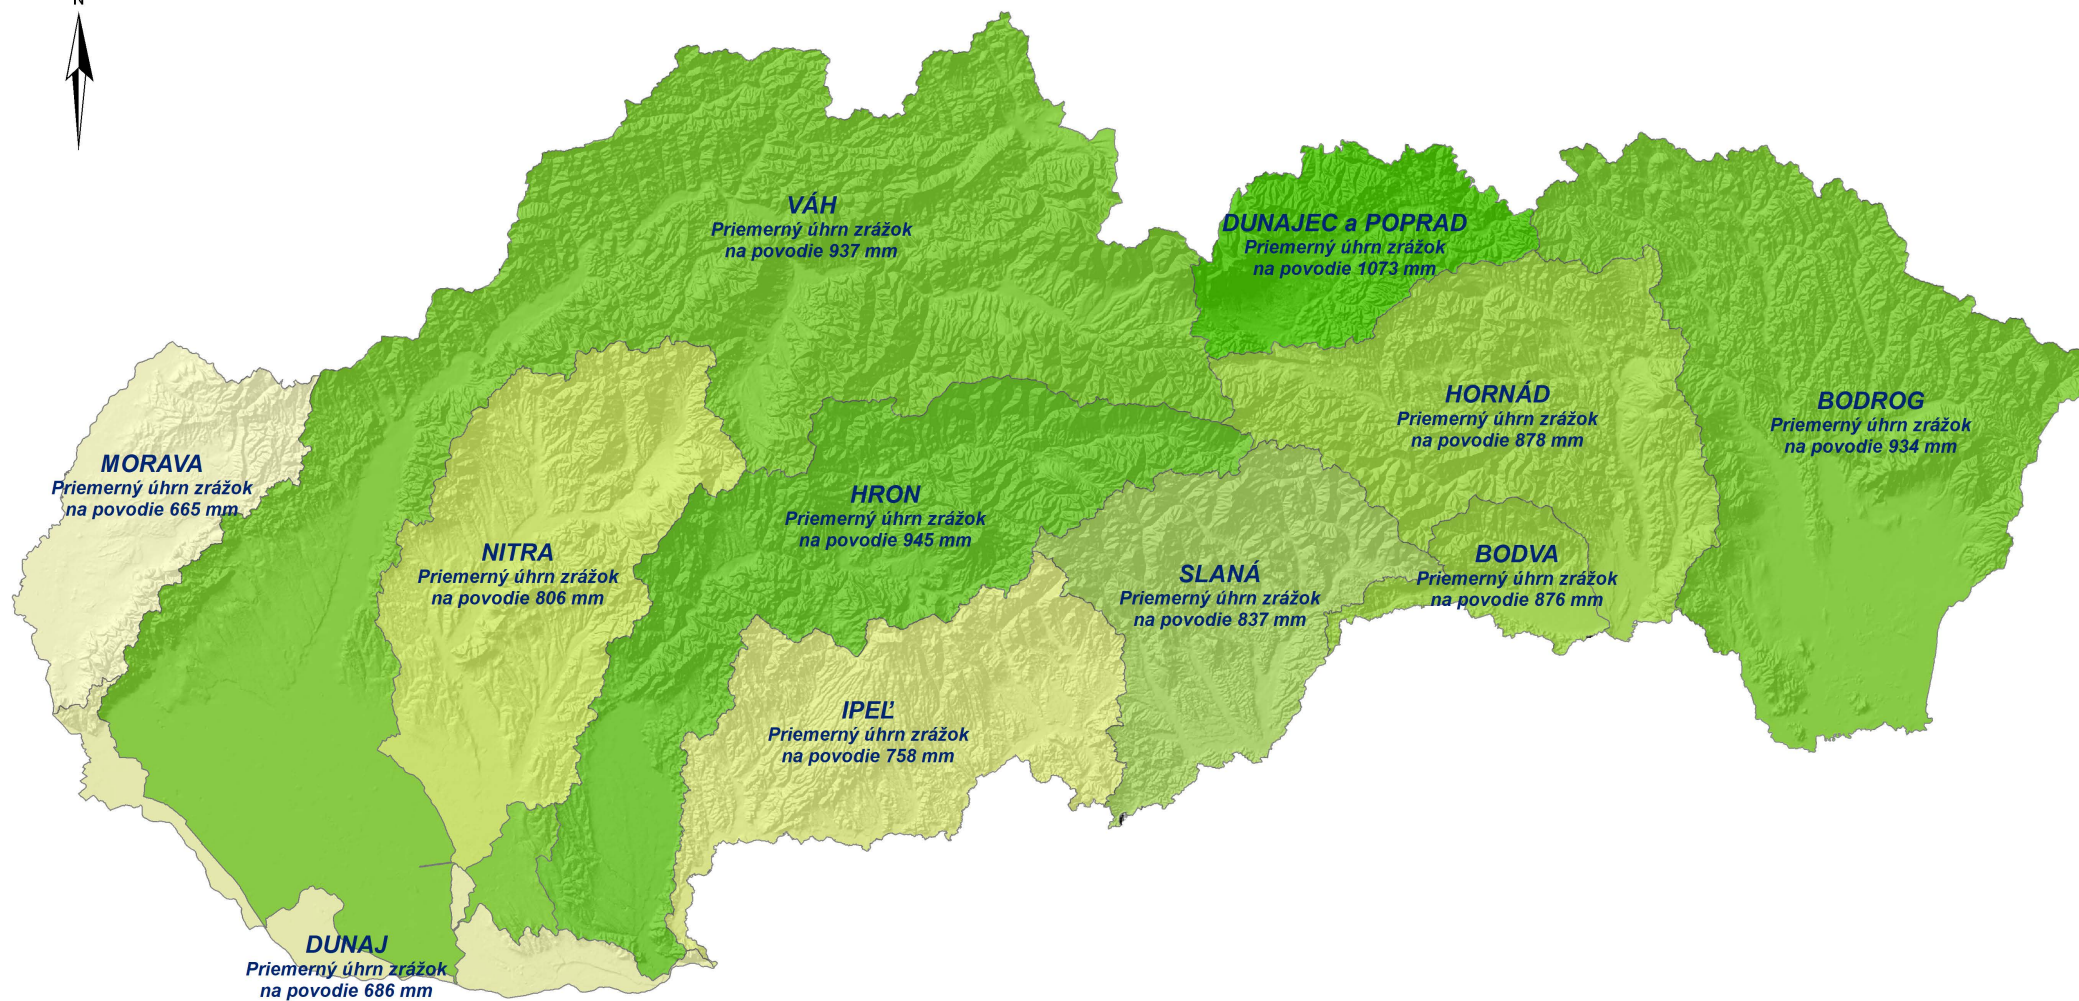 N
VÁH
Priemerný úhrn zrážok
na povodie 937 mm
DUNAJEC a POPRAD
Priemerný úhrn zrážok
na povodie 1073 mm
HORNÁD
Priemerný úhrn zrážok
na povodie 878 mm
BODROG
Priemerný úhrn zrážok
na povodie 934 mm
MORAVA
Priemerný úhrn zrážok
na povodie 665 mm
HRON
Priemerný úhrn zrážok
na povodie 945 mm
NITRA
Priemerný úhrn zrážok
na povodie 806 mm
SLANÁ
Priemerný úhrn zrážok
na povodie 837 mm
BODVA
Priemerný úhrn zrážok
na povodie 876 mm
IPEĽ
Priemerný úhrn zrážok
na povodie 758 mm
DUNAJ
Priemerný úhrn zrážok
na povodie 686 mm